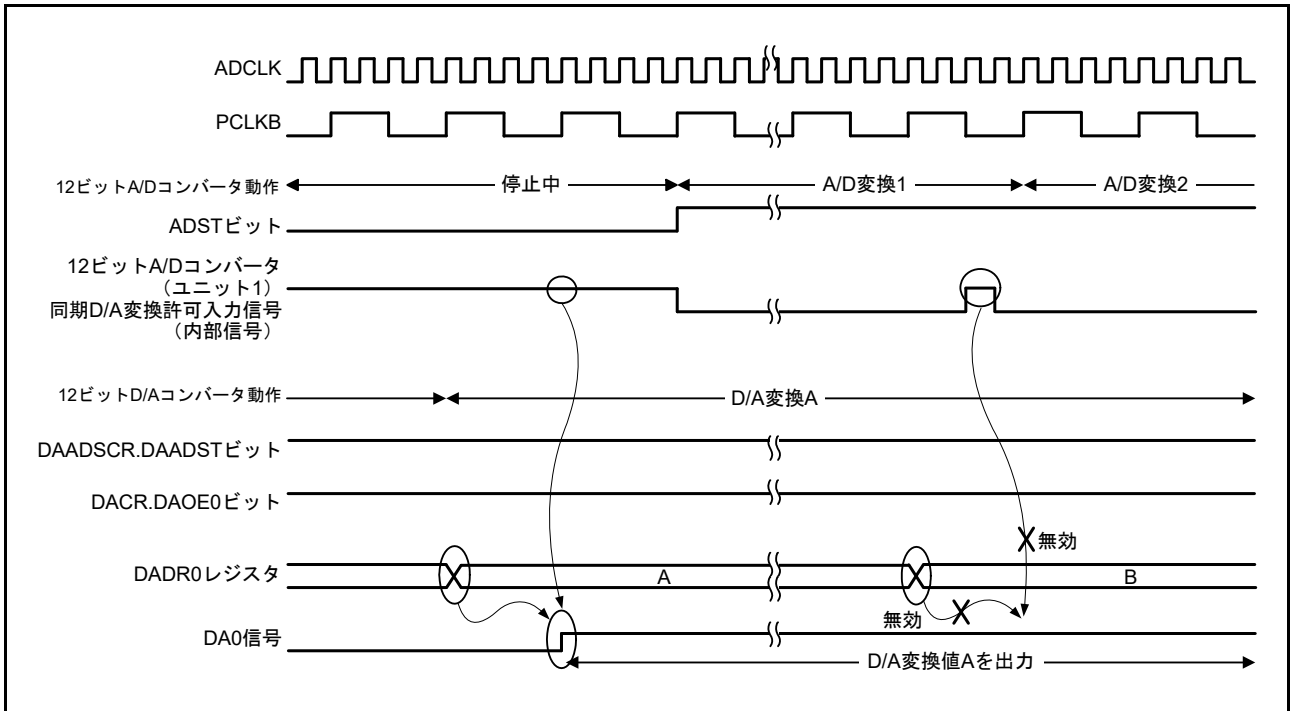 ADCLK
PCLKB
12ビットA/Dコンバータ動作
停止中
A/D変換1
A/D変換2
ADSTビット
12ビットA/Dコンバータ
（ユニット1）
同期D/A変換許可入力信号
（内部信号）
12ビットD/Aコンバータ動作
D/A変換A
DAADSCR.DAADSTビット
DACR.DAOE0ビット
無効
DADR0レジスタ
A
B
無効
DA0信号
D/A変換値Aを出力